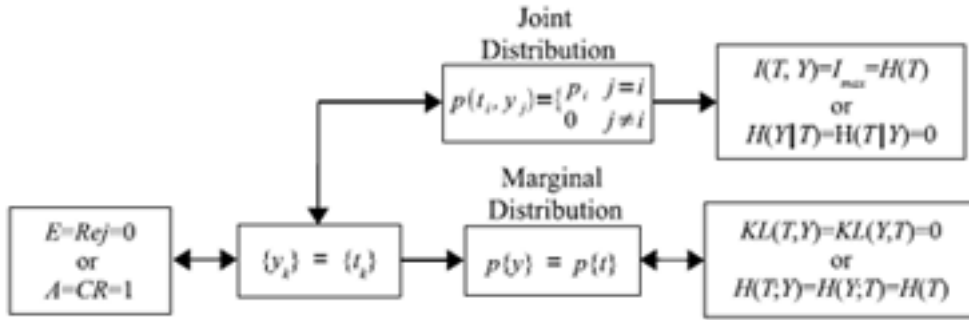 Joint
Distribution
p(t_i, y_j)={p_i j=i
0 j≠i
I(T, Y)=I_max=H(T)
or
H(Y‖T)=H(T‖Y)=0
Marginal
Distribution
E=Rej=0
or
A=CR=1
{y_k} = {t_k}
p{y} = p{t}
KL(T,Y)=KL(Y,T)=0
or
H(T;Y)=H(Y;T)=H(T)